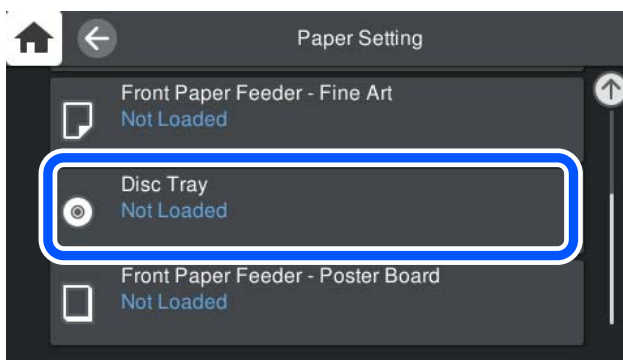 Paper Setting
Front Paper Feeder - Fine Art
Not Loaded
Disc Tray
Not Loaded
Front Paper Feeder - Poster Board
Not Loaded